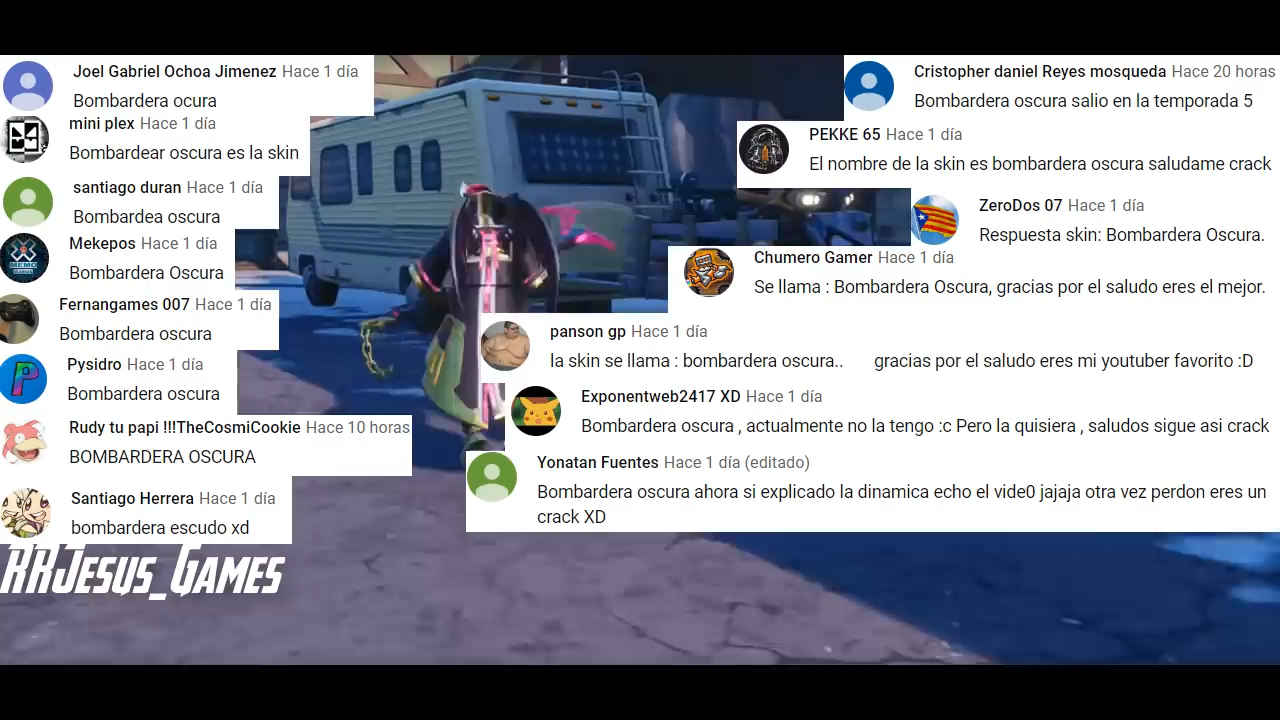 Joel Gabriel Ochoa Jimenez Hace 1 día
Bombardera ocura
mini plex Hace 1 día
Bombardear oscura es la skin
santiago duran Hace 1 día
Bombardea oscura
Mekepos Hace 1 día
Bombardera Oscura
Fernangames 007 Hace 1 día
Bombardera oscura
Pysidro Hace 1 día
Bombardera oscura
Rudy tu papi !!!TheCosmiCookie Hace 10 horas
BOMBARDERA OSCURA
Santiago Herrera Hace 1 día
bombardera escudo xd
RRJesus_Games
Cristopher daniel Reyes mosqueda Hace 20 horas
Bombardera oscura salio en la temporada 5
PEKKE 65 Hace 1 día
El nombre de la skin es bombardera oscura saludame crack
ZeroDos 07 Hace 1 día
Respuesta skin: Bombardera Oscura.
Chumero Gamer Hace 1 día
Se llama : Bombardera Oscura, gracias por el saludo eres el mejor.
panson gp Hace 1 día
la skin se llama : bombardera oscura.. gracias por el saludo eres mi youtuber favorito :D
Exponentweb2417 XD Hace 1 día
Bombardera oscura , actualmente no la tengo :c Pero la quisiera , saludos sigue asi crack
Yonatan Fuentes Hace 1 día (editado)
Bombardera oscura ahora si explicado la dinamica echo el vide0 jajaja otra vez perdon eres un
crack XD